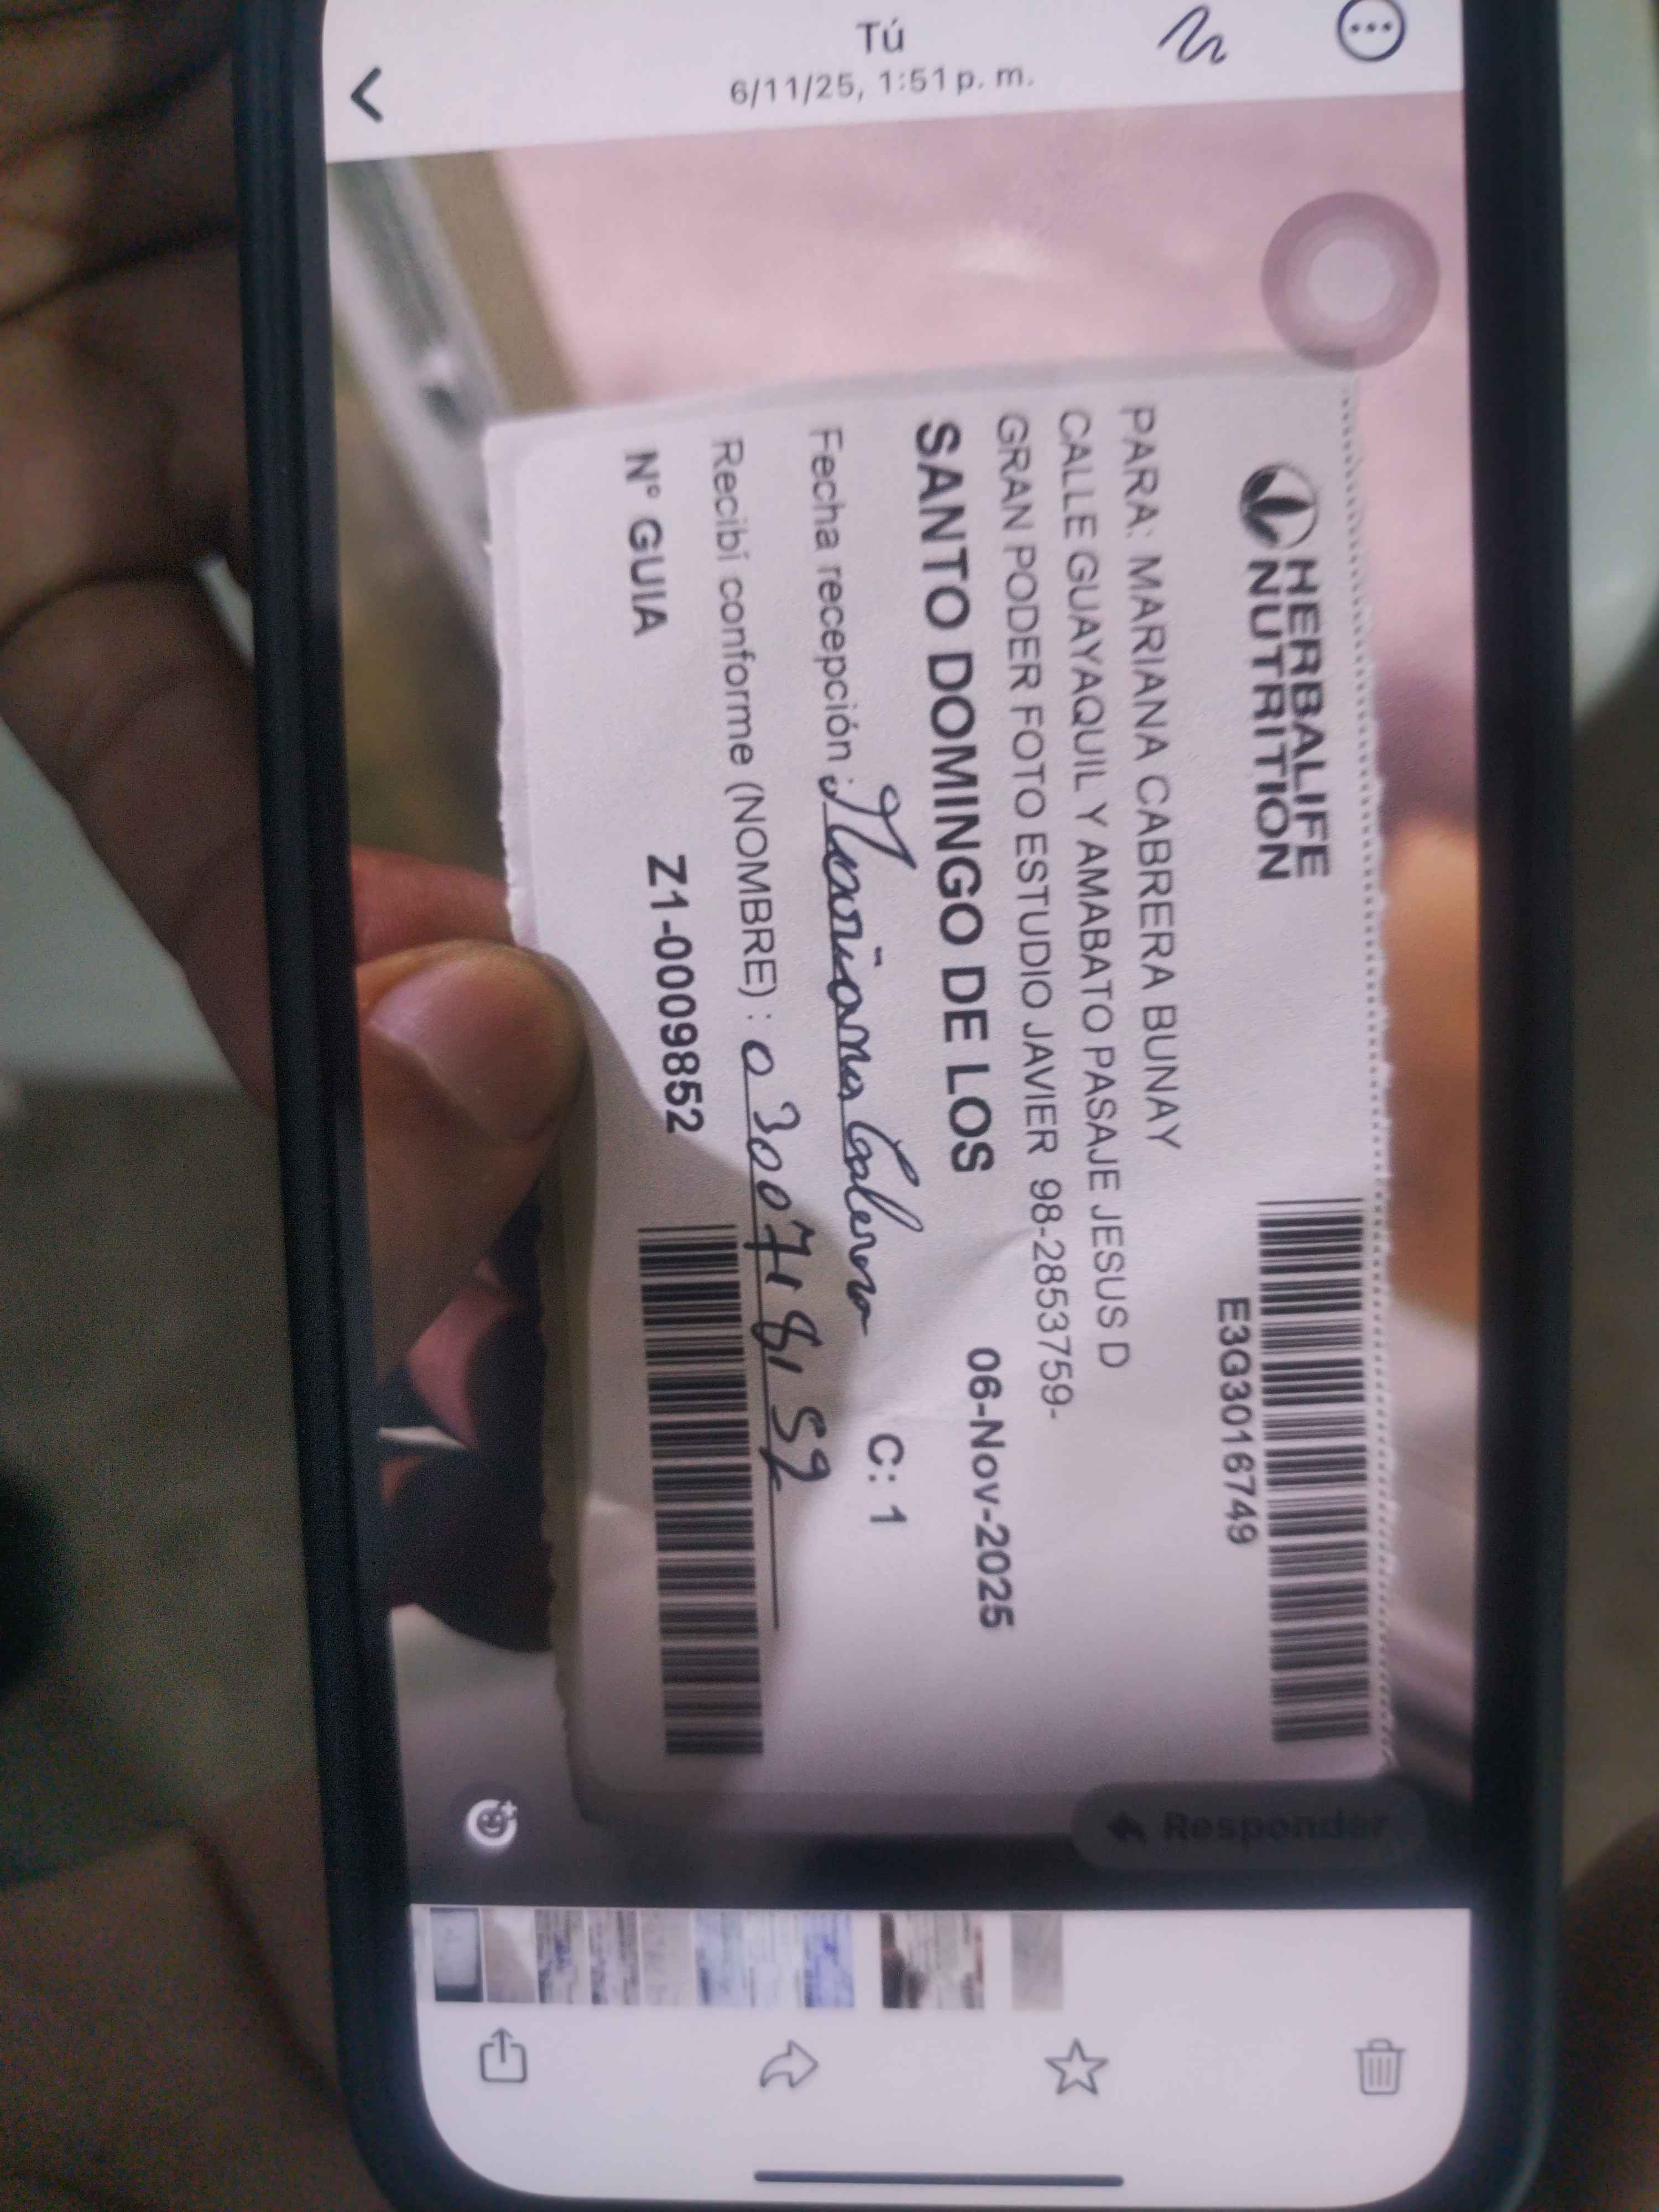 Tú
6/11/25, 1:51 p. m.
HERBALIFE
NUTRITION
E3G3016749
PARA: MARIANA CABRERA BUNAY
CALLE GUAYAQUIL Y AMABATO PASAJE JESUS D
GRAN PODER FOTO ESTUDIO JAVIER 98-2853759-
SANTO DOMINGO DE LOS 06-Nov-2025
C: 1
Fecha recepción : Mariana Cabrera
Recibí conforme (NOMBRE) :
N° GUIA Z1-0009852
Responder